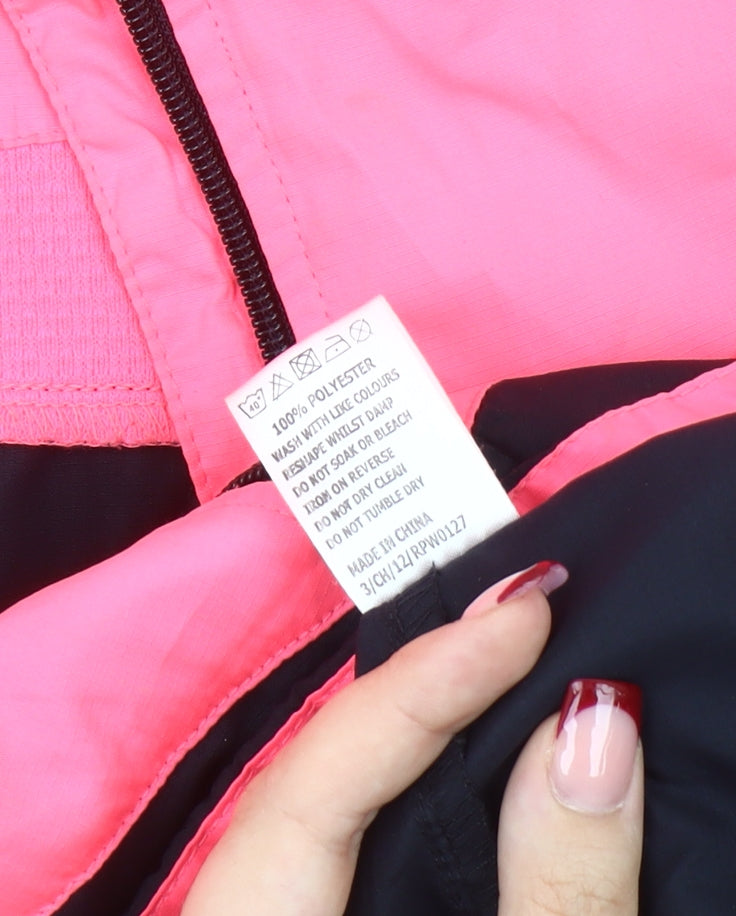 40°
100% POLYESTER
WASH WITH LIKE COLOURS
RESHAPE WHILST DAMP
DO NOT SOAK OR BLEACH
IRON ON REVERSE
DO NOT DRY CLEAN
DO NOT TUMBLE DRY
MADE IN CHINA
3/CH/12/RPW0127